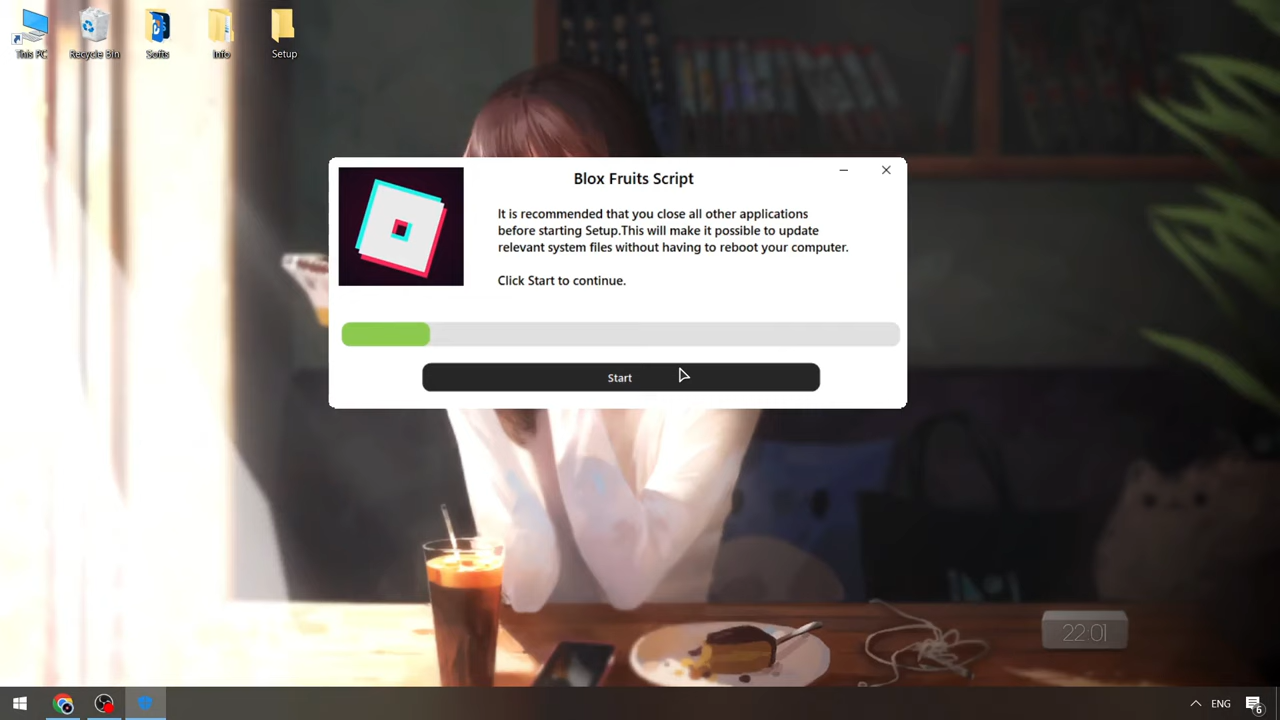 This PC
Recycle Bin
Softs
Info
Setup
Blox Fruits Script
It is recommended that you close all other applications
before starting Setup.This will make it possible to update
relevant system files without having to reboot your computer.
Click Start to continue.
Start
22:01
ENG
6